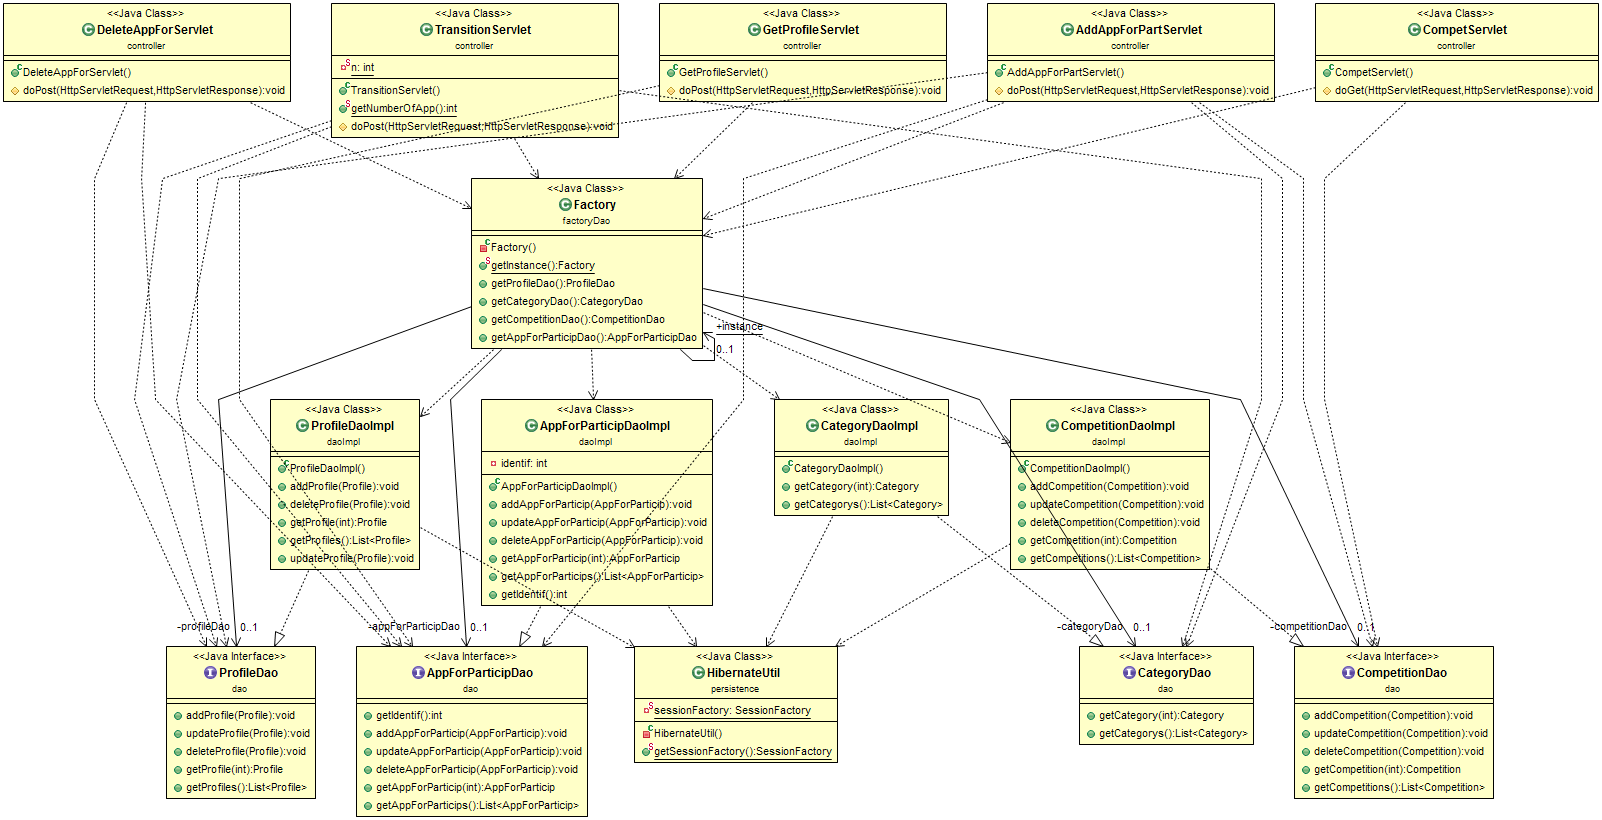 <<Java Class>>
DeleteAppForServlet
controller
DeleteAppForServlet()
doPost(HttpServletRequest,HttpServletResponse):void
<<Java Class>>
TransitionServlet
controller
n: int
TransitionServlet()
getNumberOfApp():int
doPost(HttpServletRequest,HttpServletResponse):void
<<Java Class>>
GetProfileServlet
controller
GetProfileServlet()
doPost(HttpServletRequest,HttpServletResponse):void
<<Java Class>>
AddAppForPartServlet
controller
AddAppForPartServlet()
doPost(HttpServletRequest,HttpServletResponse):void
<<Java Class>>
CompetServlet
controller
CompetServlet()
doGet(HttpServletRequest,HttpServletResponse):void
<<Java Class>>
Factory
factoryDao
Factory()
getInstance():Factory
getProfileDao():ProfileDao
getCategoryDao():CategoryDao
getCompetitionDao():CompetitionDao
getAppForParticipDao():AppForParticipDao
+instance
0..1
<<Java Class>>
ProfileDaoImpl
daoImpl
ProfileDaoImpl()
addProfile(Profile):void
deleteProfile(Profile):void
getProfile(int):Profile
getProfiles():List<Profile>
updateProfile(Profile):void
<<Java Class>>
AppForParticipDaoImpl
daoImpl
identif: int
AppForParticipDaoImpl()
addAppForParticip(AppForParticip):void
updateAppForParticip(AppForParticip):void
deleteAppForParticip(AppForParticip):void
getAppForParticip(int):AppForParticip
getAppForParticips():List<AppForParticip>
getIdentif():int
<<Java Class>>
CategoryDaoImpl
daoImpl
CategoryDaoImpl()
getCategory(int):Category
getCategorys():List<Category>
<<Java Class>>
CompetitionDaoImpl
daoImpl
CompetitionDaoImpl()
addCompetition(Competition):void
updateCompetition(Competition):void
deleteCompetition(Competition):void
getCompetition(int):Competition
getCompetitions():List<Competition>
-profileDao 0..1
-appForParticipDao 0..1
-categoryDao 0..1
-competitionDao 0..1
<<Java Interface>>
ProfileDao
dao
addProfile(Profile):void
updateProfile(Profile):void
deleteProfile(Profile):void
getProfile(int):Profile
getProfiles():List<Profile>
<<Java Interface>>
AppForParticipDao
dao
getIdentif():int
addAppForParticip(AppForParticip):void
updateAppForParticip(AppForParticip):void
deleteAppForParticip(AppForParticip):void
getAppForParticip(int):AppForParticip
getAppForParticips():List<AppForParticip>
<<Java Class>>
HibernateUtil
persistence
sessionFactory: SessionFactory
HibernateUtil()
getSessionFactory():SessionFactory
<<Java Interface>>
CategoryDao
dao
getCategory(int):Category
getCategorys():List<Category>
<<Java Interface>>
CompetitionDao
dao
addCompetition(Competition):void
updateCompetition(Competition):void
deleteCompetition(Competition):void
getCompetition(int):Competition
getCompetitions():List<Competition>